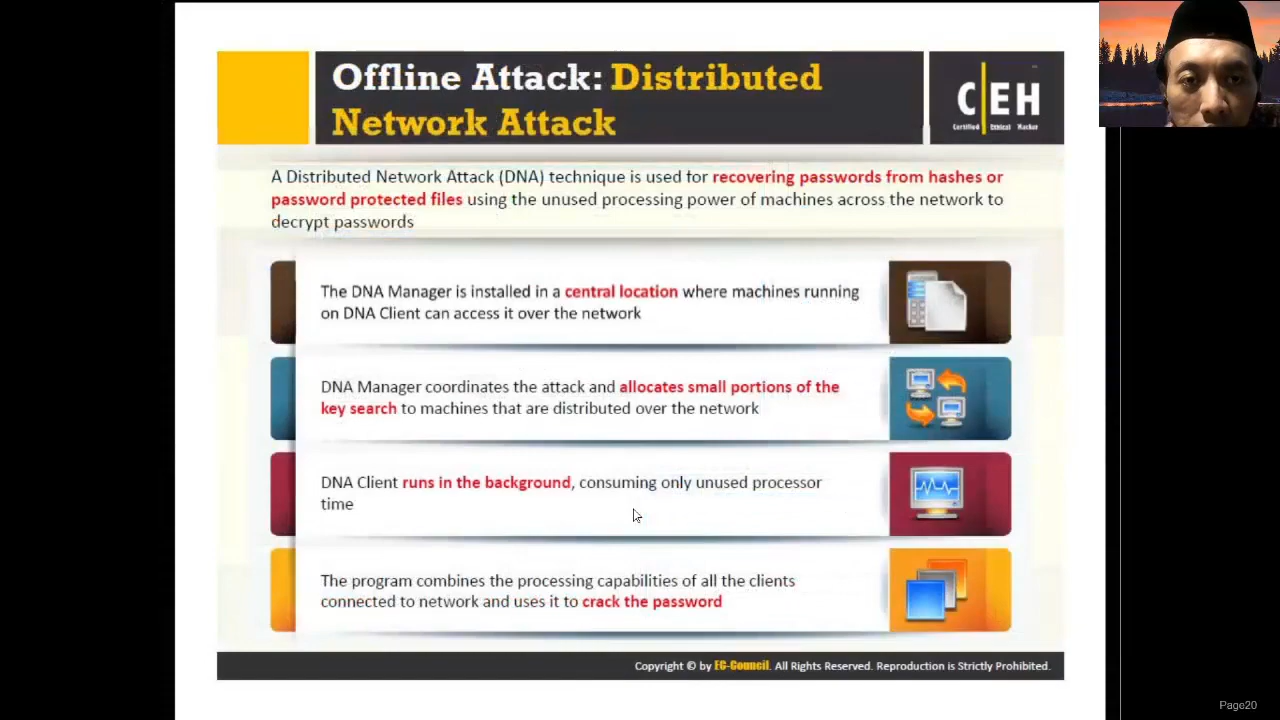 Offline Attack: Distributed
Network Attack
CEH
Certified Ethical Hacker
A Distributed Network Attack (DNA) technique is used for recovering passwords from hashes or
password protected files using the unused processing power of machines across the network to
decrypt passwords
The DNA Manager is installed in a central location where machines running
on DNA Client can access it over the network
DNA Manager coordinates the attack and allocates small portions of the
key search to machines that are distributed over the network
DNA Client runs in the background, consuming only unused processor
time
The program combines the processing capabilities of all the clients
connected to network and uses it to crack the password
Copyright © by EC-Council. All Rights Reserved. Reproduction is Strictly Prohibited.
Page20